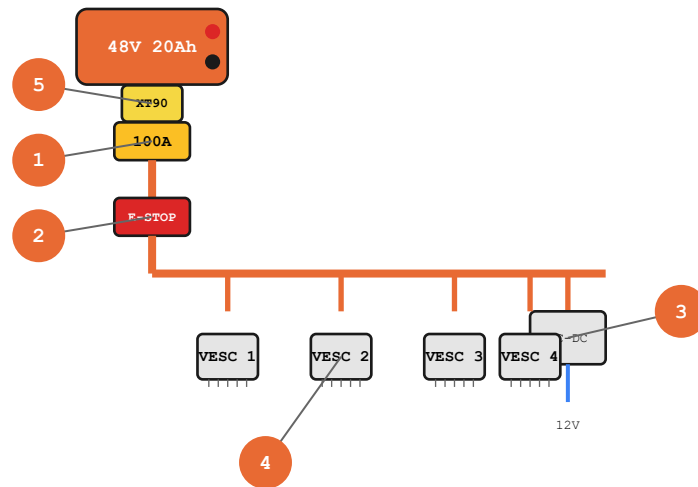 48V 20Ah
5
XT90
1
100A
2
E-STOP
3
VESC 1
VESC 2
VESC 3
VESC 4
-DC
4
12V